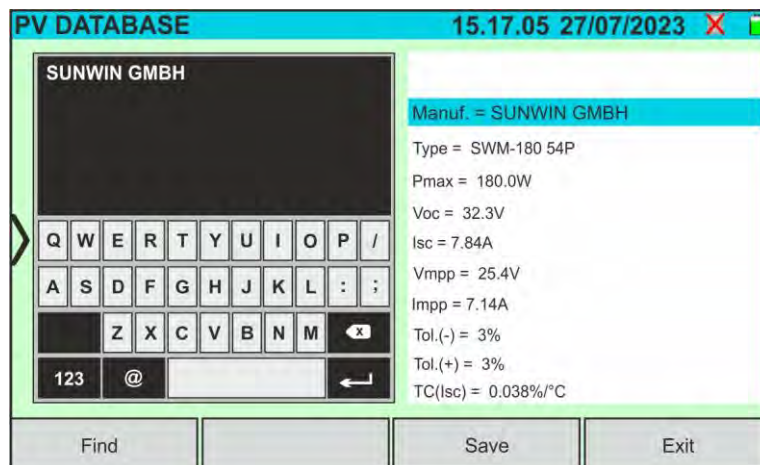 PV DATABASE 15.17.05 27/07/2023
SUNWIN GMBH
Q W E R T Y U I O P /
A S D F G H J K L : ;
Z X C V B N M x
123 @
Manuf. = SUNWIN GMBH
Type = SWM-180 54P
Pmax = 180.0W
Voc = 32.3V
Isc = 7.84A
Vmpp = 25.4V
Impp = 7.14A
Tol.(-) = 3%
Tol.(+) = 3%
TC(Isc) = 0.038%/°C
Find Save Exit